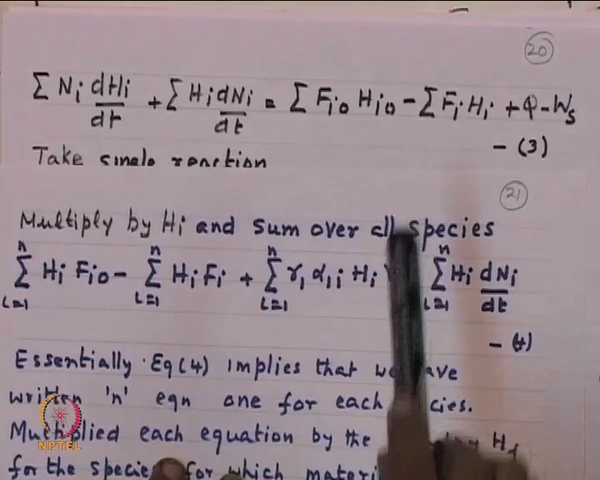 20
∑ Ni dHi/dt + ∑ Hi dNi/dt = ∑ Fio Hio - ∑ Fi Hi + Q - Ws
- (3)
Take single reaction
21
Multiply by Hi and sum over all species
n∑i=1 Hi Fio - n∑i=1 Hi Fi + n∑i=1 r1 α1i Hi n∑i=1 Hi dNi/dt
- (4)
Essentially Eq(4) implies that we have
written 'n' eqn one for each
Multiplied each equation by the
for the species for which
NPTEL